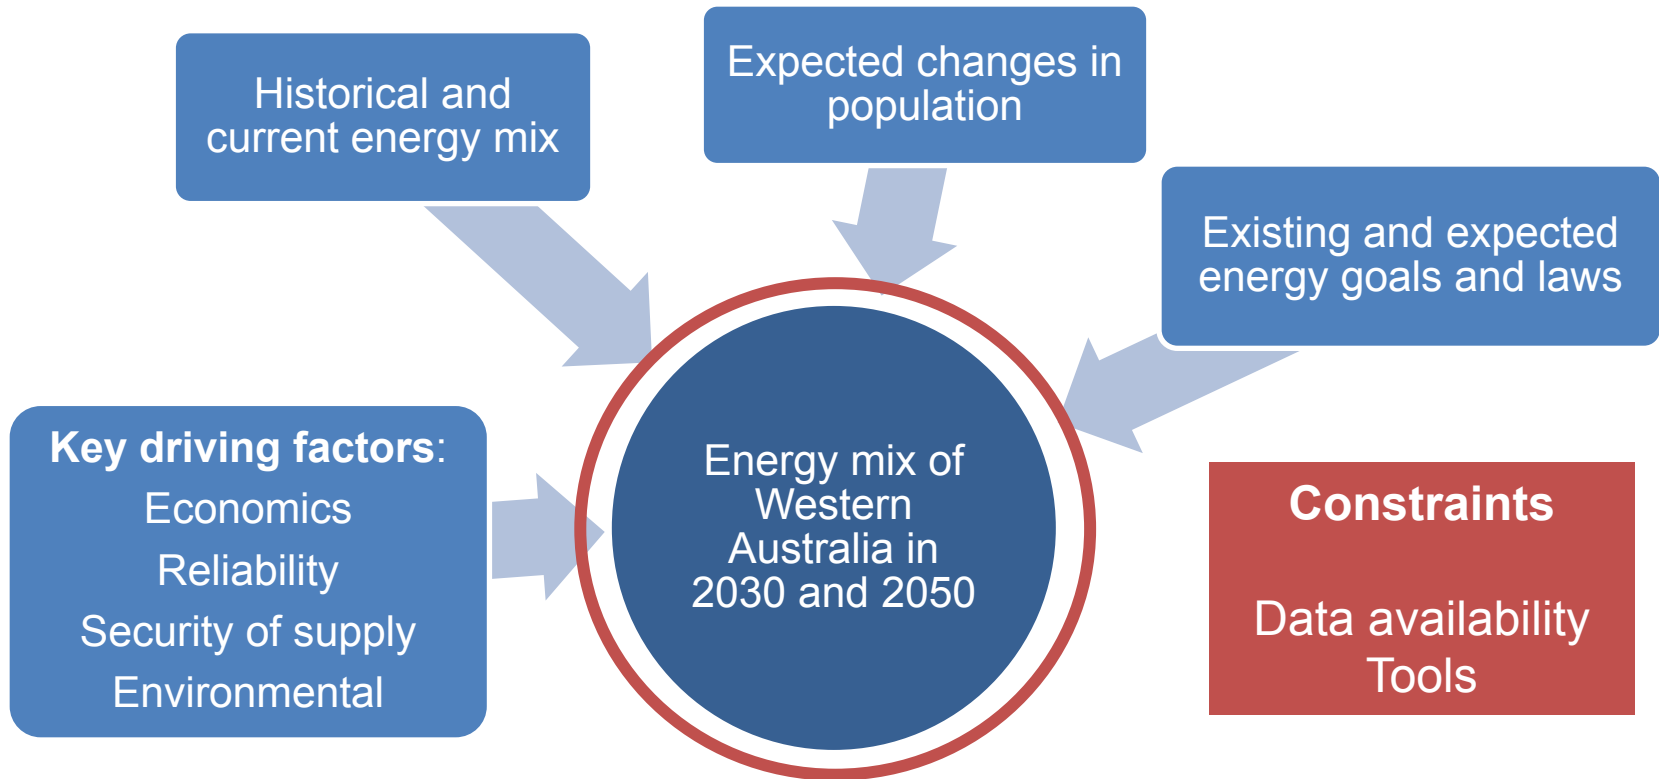 Historical and
current energy mix
Expected changes in
population
Existing and expected
energy goals and laws
Key driving factors:
Economics
Reliability
Security of supply
Environmental
Energy mix of
Western
Australia in
2030 and 2050
Constraints
Data availability
Tools